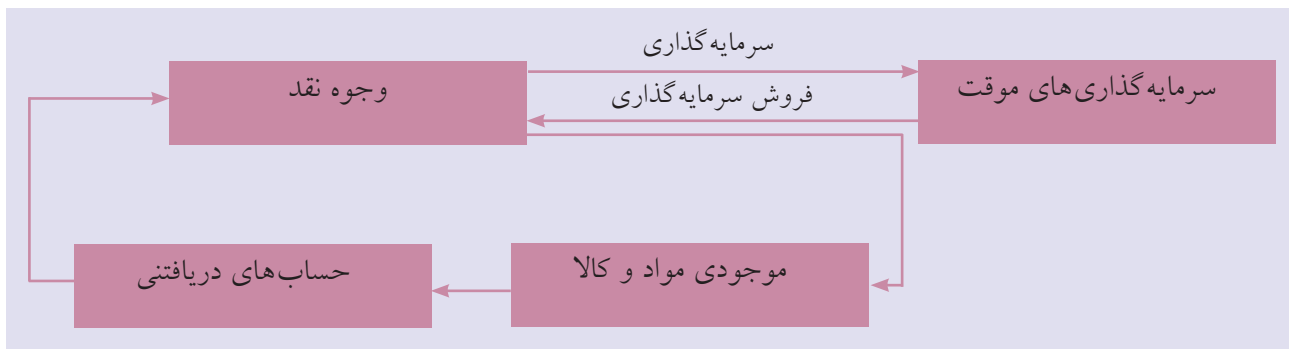 سرمایه‌گذاری
سرمایه‌گذاری‌های موقت
وجوه نقد
فروش سرمایه‌گذاری
موجودی مواد و کالا
حساب‌های دریافتنی